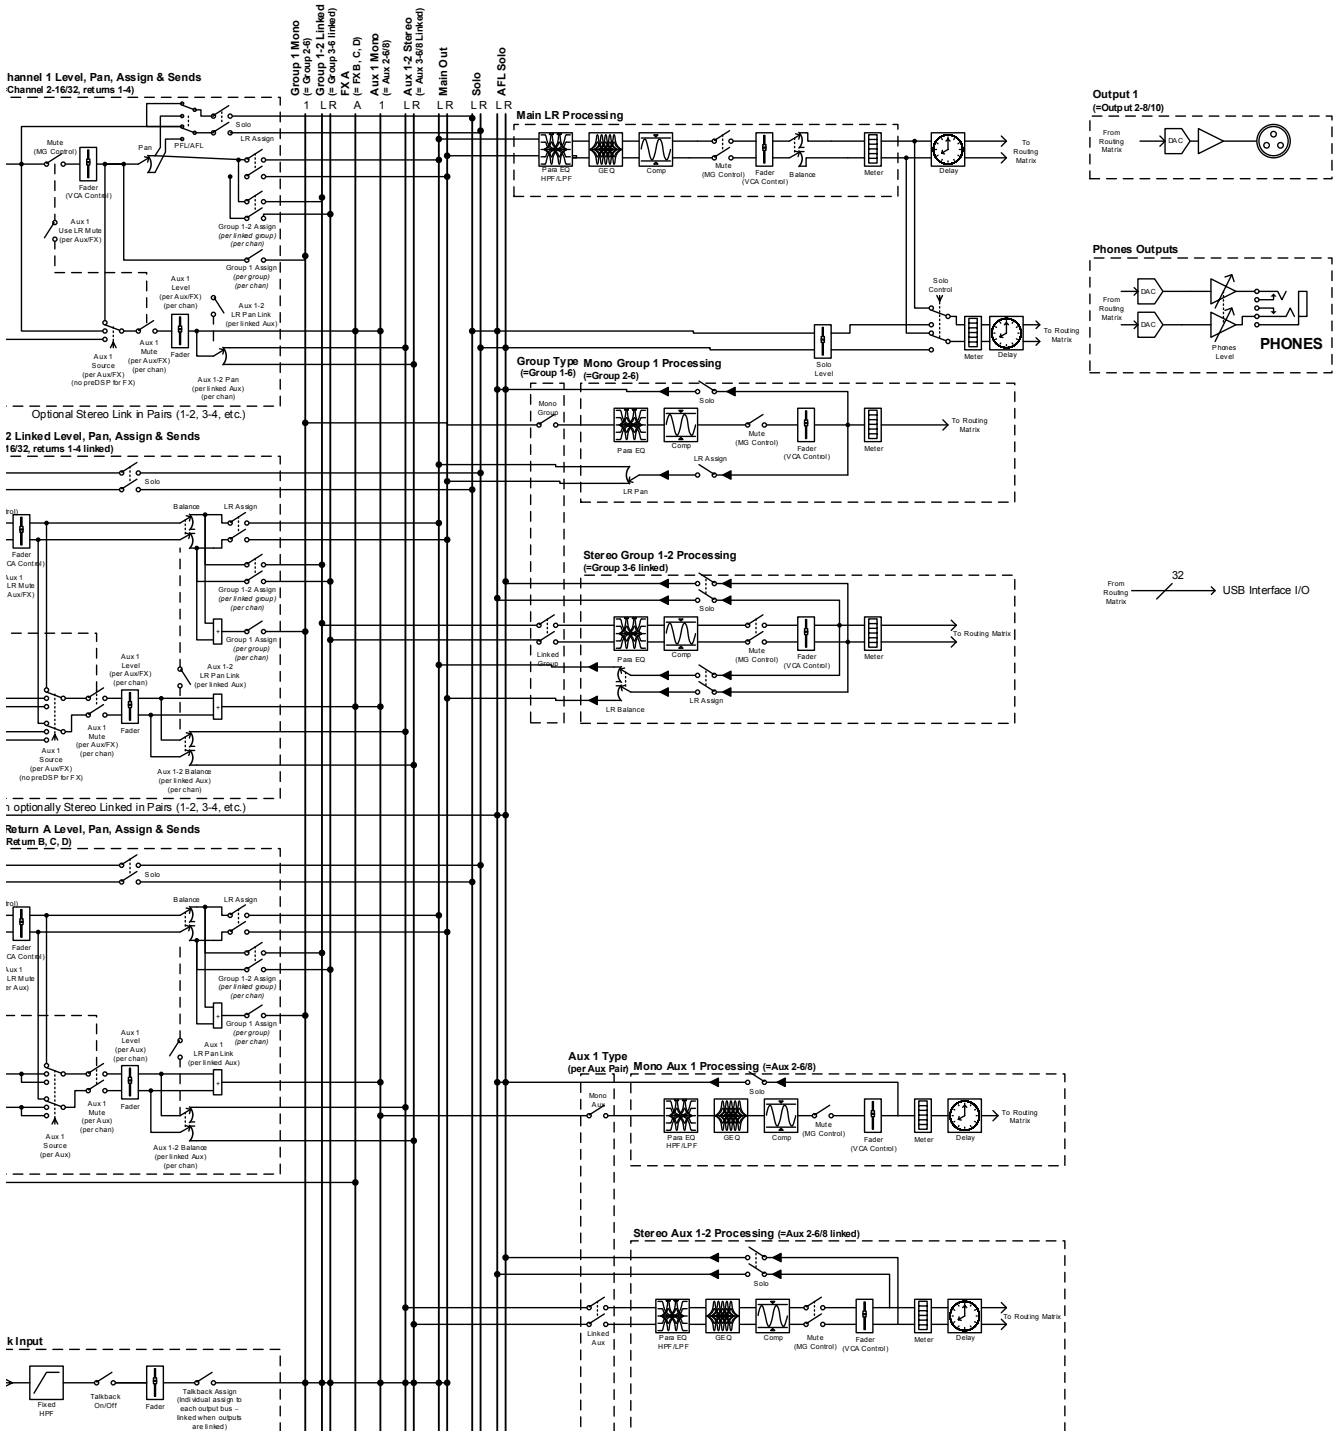 Group 1 Mono
(= Group 2-6)
Group 1-2 Linked
(= Group 3-6 linked)
FX A
(= FX B, C, D)
Aux 1 Mono
(= Aux 2-6/8)
Aux 1-2 Stereo
(= Aux 3-6/8 Linked)
Main Out
Solo
AFL Solo
1 L R A 1 L R L R L R L R
hannel 1 Level, Pan, Assign & Sends
Channel 2-16/32, returns 1-4)
Mute
(MG Control)
Fader
(VCA Control)
Pan
PFL/AFL
Solo
LR Assign
Group 1-2 Assign
(per linked group)
(per chan)
Group 1 Assign
(per group)
(per chan)
Aux 1
Use LR Mute
(per Aux/FX)
Aux 1
Level
(per Aux/FX)
(per chan)
Aux 1-2
LR Pan Link
(per linked Aux)
Aux 1
Source
(per Aux/FX)
(no preDSP for FX)
Aux 1
Mute
(per Aux/FX)
(per chan)
Fader
Aux 1-2 Pan
(per linked Aux)
(per chan)
Optional Stereo Link in Pairs (1-2, 3-4, etc.)
2 Linked Level, Pan, Assign & Sends
16/32, returns 1-4 linked)
Solo
trol)
Fader
CA Control)
Balance
LR Assign
Aux 1
LR Mute
Aux/FX)
Group 1-2 Assign
(per linked group)
(per chan)
+
Group 1 Assign
(per group)
(per chan)
Aux 1
Level
(per Aux/FX)
(per chan)
Aux 1-2
LR Pan Link
(per linked Aux)
+
Aux 1
Source
(per Aux/FX)
(no preDSP for FX)
Aux 1
Mute
(per Aux/FX)
(per chan)
Fader
Aux 1-2 Balance
(per linked Aux)
(per chan)
n optionally Stereo Linked in Pairs (1-2, 3-4, etc.)
Return A Level, Pan, Assign & Sends
Return B, C, D)
Solo
trol)
Fader
CA Control)
Balance
LR Assign
Aux 1
LR Mute
er Aux)
Group 1-2 Assign
(per linked group)
(per chan)
+
Group 1 Assign
(per group)
(per chan)
Aux 1
Level
(per Aux)
(per chan)
Aux 1
LR Pan Link
(per linked Aux)
+
Aux 1
Source
(per Aux)
Aux 1
Mute
(per Aux)
(per chan)
Fader
Aux 1-2 Balance
(per linked Aux)
(per chan)
k Input
Fixed
HPF
Talkback
On/Off
Fader
Talkback Assign
(Individual assign to
each output bus –
linked when outputs
are linked)
Main LR Processing
Para EQ
HPF/LPF
GEQ
Comp
Mute
(MG Control)
Fader
(VCA Control)
Balance
Meter
Delay
To
Routing
Matrix
Solo
Control
Solo
Level
Meter
Delay
To Routing
Matrix
Group Type
(=Group 1-6)
Mono Group 1 Processing
(=Group 2-6)
Mono
Group
Solo
Para EQ
Comp
Mute
(MG Control)
Fader
(VCA Control)
Meter
To Routing
Matrix
LR Assign
LR Pan
Stereo Group 1-2 Processing
(=Group 3-6 linked)
Solo
Linked
Group
Para EQ
Comp
Mute
(MG Control)
Fader
(VCA Control)
Meter
To Routing Matrix
LR Assign
LR Balance
Aux 1 Type
(per Aux Pair)
Mono Aux 1 Processing (=Aux 2-6/8)
Mono
Aux
Solo
Para EQ
HPF/LPF
GEQ
Comp
Mute
(MG Control)
Fader
(VCA Control)
Meter
Delay
To Routing
Matrix
Stereo Aux 1-2 Processing (=Aux 2-6/8 linked)
Solo
Linked
Aux
Para EQ
HPF/LPF
GEQ
Comp
Mute
(MG Control)
Fader
(VCA Control)
Meter
Delay
To Routing Matrix
Output 1
(=Output 2-8/10)
From
Routing
Matrix
DAC
Phones Outputs
From
Routing
Matrix
DAC
DAC
Phones
Level
PHONES
From
Routing
Matrix
32
USB Interface I/O